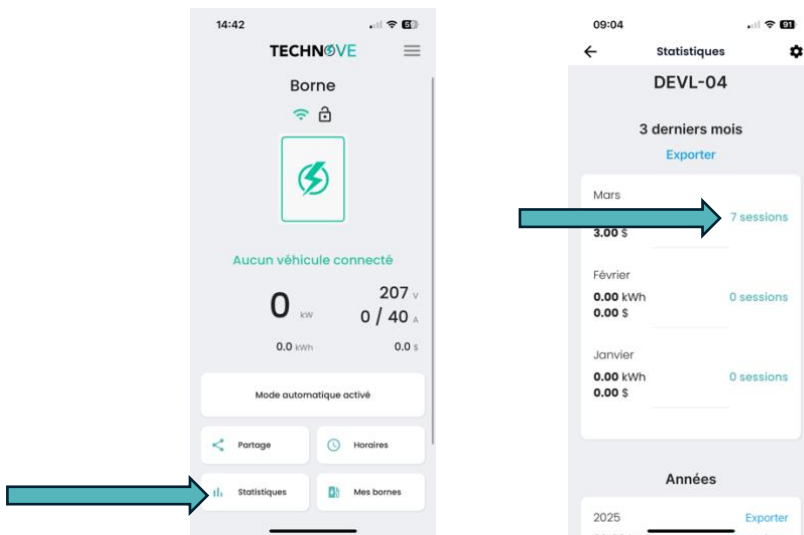 14:42
TECHNOVE
Borne
Aucun véhicule connecté
0 kW
207 V
0 / 40 A
0.0 kWh
0.0 $
Mode automatique activé
Partage
Horaires
Statistiques
Mes bornes
09:04
91
Statistiques
DEVL-04
3 derniers mois
Exporter
Mars
7 sessions
3.00 $
Février
0.00 kWh
0 sessions
0.00 $
Janvier
0.00 kWh
0 sessions
0.00 $
Années
2025
Exporter